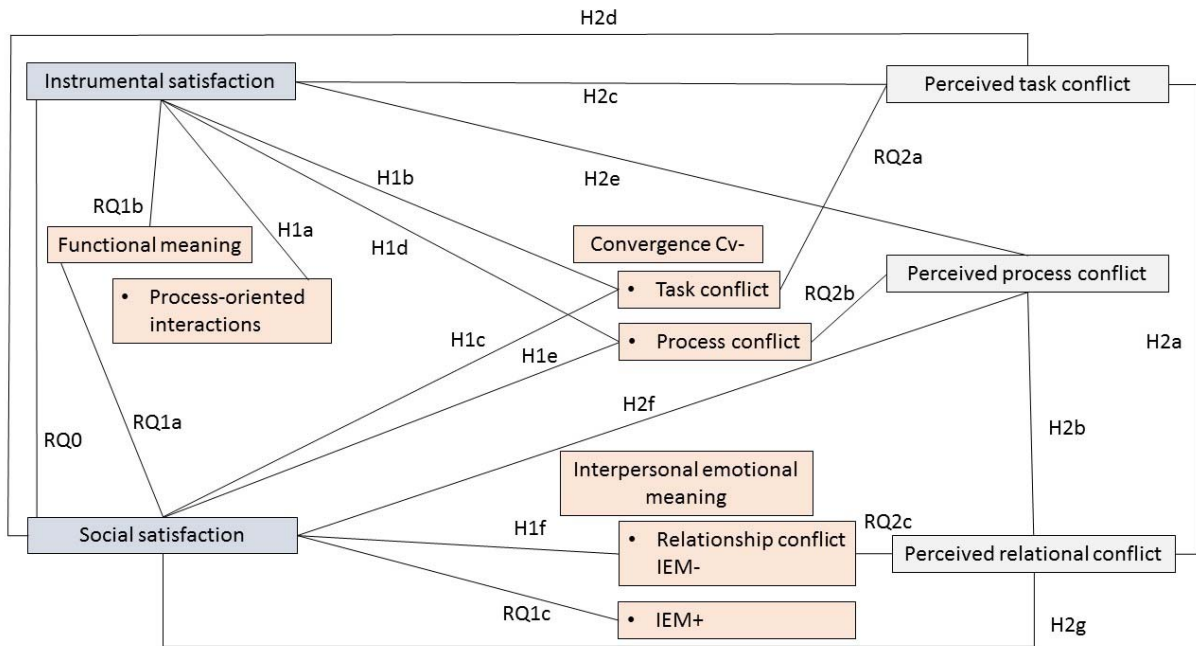 H2d
Instrumental satisfaction
Perceived task conflict
H2c
RQ2a
H1b
H2e
RQ1b
H1a
Functional meaning
H1d
Convergence Cv-
Perceived process conflict
• Process-oriented
interactions
• Task conflict
RQ2b
• Process conflict
H1c
H1e
H2a
H2f
RQ1a
RQ0
H2b
Interpersonal emotional
meaning
Social satisfaction
H1f
• Relationship conflict
IEM-
RQ2c
Perceived relational conflict
RQ1c
• IEM+
H2g